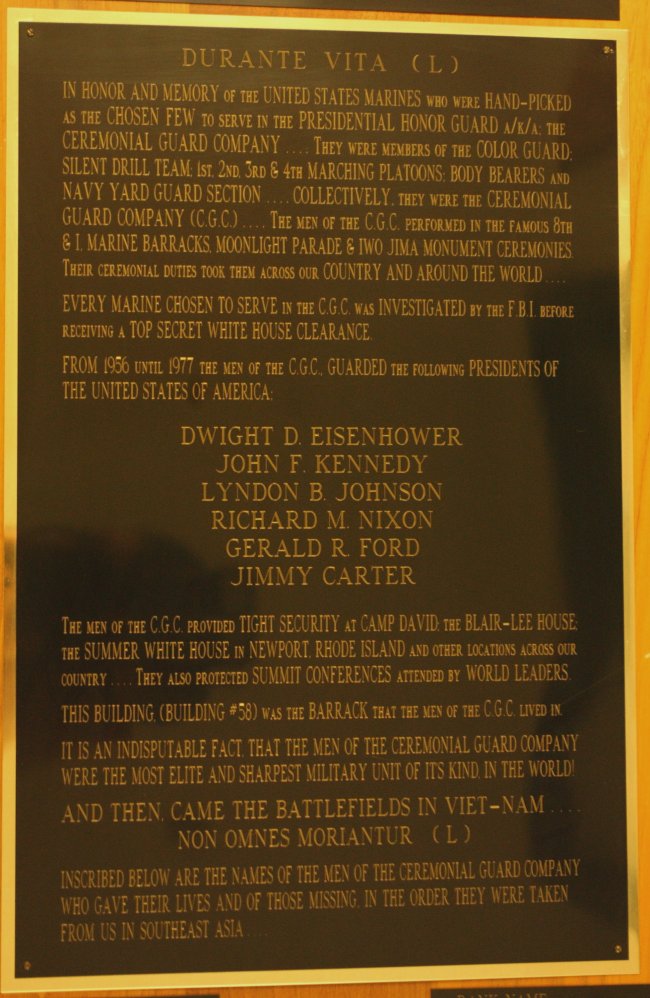 DURANTE VITA (L)
IN HONOR AND MEMORY OF THE UNITED STATES MARINES WHO WERE HAND-PICKED
AS THE CHOSEN FEW TO SERVE IN THE PRESIDENTIAL HONOR GUARD A/K/A: THE
CEREMONIAL GUARD COMPANY .... THEY WERE MEMBERS OF THE COLOR GUARD;
SILENT DRILL TEAM; 1ST, 2ND, 3RD & 4TH MARCHING PLATOONS; BODY BEARERS AND
NAVY YARD GUARD SECTION .... COLLECTIVELY, THEY WERE THE CEREMONIAL
GUARD COMPANY (C.G.C.) .... THE MEN OF THE C.G.C. PERFORMED IN THE FAMOUS 8TH
& I, MARINE BARRACKS, MOONLIGHT PARADE & IWO JIMA MONUMENT CEREMONIES.
THEIR CEREMONIAL DUTIES TOOK THEM ACROSS OUR COUNTRY AND AROUND THE WORLD ....
EVERY MARINE CHOSEN TO SERVE IN THE C.G.C. WAS INVESTIGATED BY THE F.B.I. BEFORE
RECEIVING A TOP SECRET WHITE HOUSE CLEARANCE.
FROM 1956 UNTIL 1977 THE MEN OF THE C.G.C., GUARDED THE FOLLOWING PRESIDENTS OF
THE UNITED STATES OF AMERICA:
DWIGHT D. EISENHOWER
JOHN F. KENNEDY
LYNDON B. JOHNSON
RICHARD M. NIXON
GERALD R. FORD
JIMMY CARTER
THE MEN OF THE C.G.C. PROVIDED TIGHT SECURITY AT CAMP DAVID; THE BLAIR-LEE HOUSE;
THE SUMMER WHITE HOUSE IN NEWPORT, RHODE ISLAND AND OTHER LOCATIONS ACROSS OUR
COUNTRY .... THEY ALSO PROTECTED SUMMIT CONFERENCES ATTENDED BY WORLD LEADERS.
THIS BUILDING, (BUILDING #58) WAS THE BARRACK THAT THE MEN OF THE C.G.C. LIVED IN.
IT IS AN INDISPUTABLE FACT, THAT THE MEN OF THE CEREMONIAL GUARD COMPANY
WERE THE MOST ELITE AND SHARPEST MILITARY UNIT OF ITS KIND, IN THE WORLD!
AND THEN, CAME THE BATTLEFIELDS IN VIET-NAM ....
NON OMNES MORIANTUR (L)
INSCRIBED BELOW ARE THE NAMES OF THE MEN OF THE CEREMONIAL GUARD COMPANY
WHO GAVE THEIR LIVES AND OF THOSE MISSING, IN THE ORDER THEY WERE TAKEN
FROM US IN SOUTHEAST ASIA ....